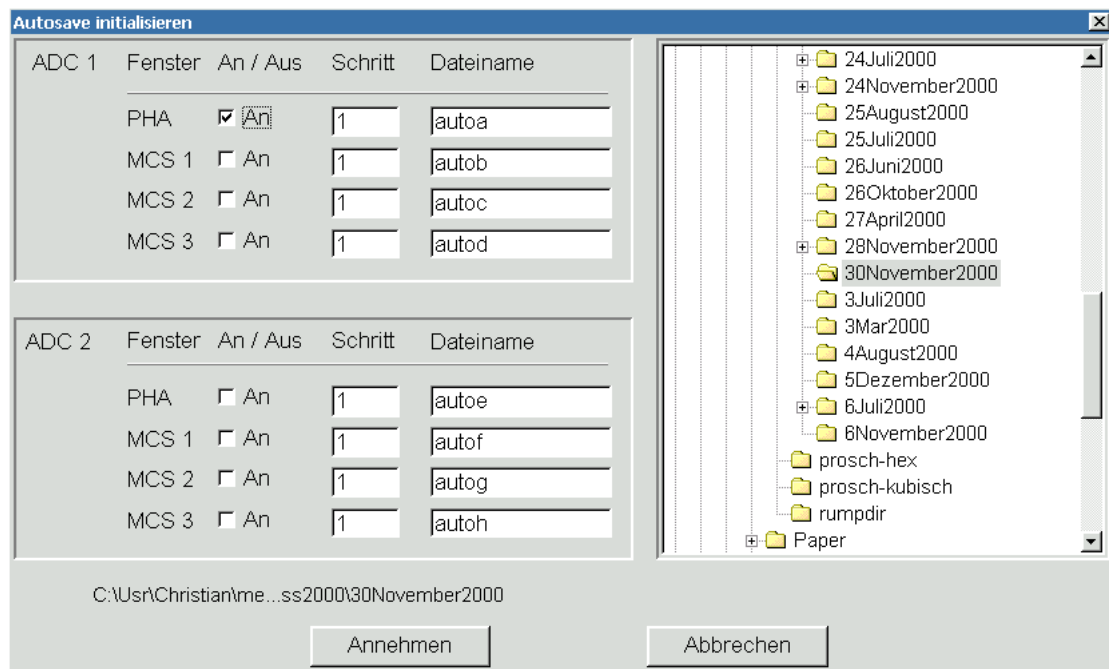 Autosave initialisieren
ADC 1 Fenster An / Aus Schritt Dateiname
PHA An 1 autoa
MCS 1 An 1 autob
MCS 2 An 1 autoc
MCS 3 An 1 autod
ADC 2 Fenster An / Aus Schritt Dateiname
PHA An 1 autoe
MCS 1 An 1 autof
MCS 2 An 1 autog
MCS 3 An 1 autoh
24Juli2000
24November2000
25August2000
25Juli2000
26Juni2000
26Oktober2000
27April2000
28November2000
30November2000
3Juli2000
3Mar2000
4August2000
5Dezember2000
6Juli2000
6November2000
prosch-hex
prosch-kubisch
rumpdir
Paper
C:\Usr\Christian\me...ss2000\30November2000
Annehmen Abbrechen